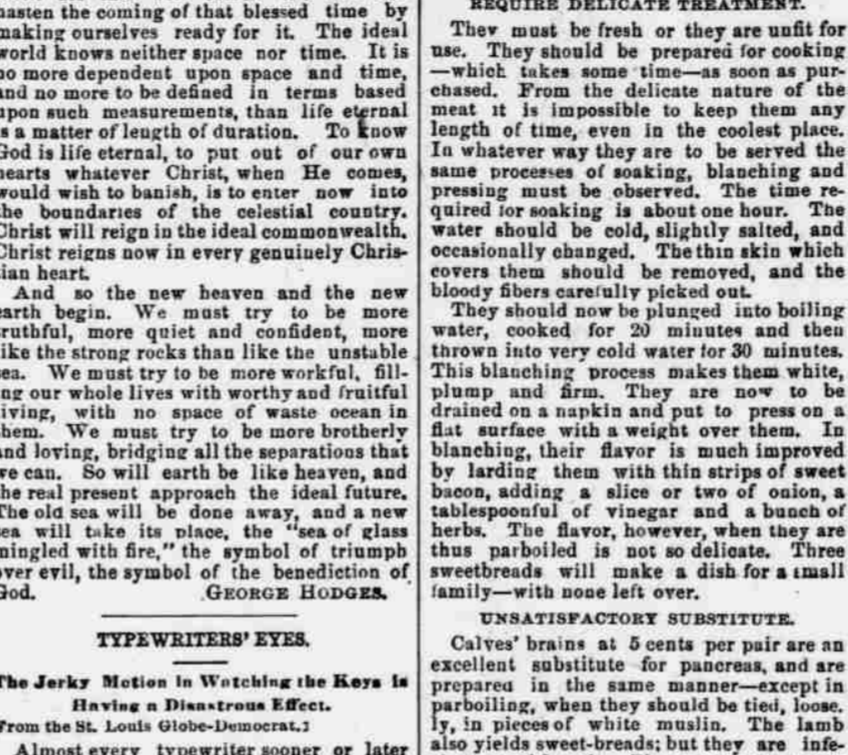 hasten the coming of that blessed time by
making ourselves ready for it. The ideal
world knows neither space nor time. It is
no more dependent upon space and time,
and no more to be defined in terms based
upon such measurements, than life eternal
is a matter of length of duration. To know
God is life eternal, to put out of our own
hearts whatever Christ, when He comes,
would wish to banish, is to enter now into
the boundaries of the celestial country.
Christ will reign in the ideal commonwealth.
Christ reigns now in every genuinely Chris-
tian heart.
And so the new heaven and the new
earth begin. We must try to be more
truthful, more quiet and confident, more
like the strong rocks than like the unstable
sea. We must try to be more workful, fill-
ing our whole lives with worthy and fruitful
living, with no space of waste ocean in
them. We must try to be more brotherly
and loving, bridging all the separations that
we can. So will earth be like heaven, and
the real present approach the ideal future.
The old sea will be done away, and a new
sea will take its place, the "sea of glass
mingled with fire," the symbol of triumph
over evil, the symbol of the benediction of
God. GEORGE HODGES.
TYPEWRITERS' EYES.
The Jerky Motion in Watching the Keys is
Having a Disastrous Effect.
From the St. Louis Globe-Democrat.]
Almost every typewriter sooner or later
REQUIRE DELICATE TREATMENT.
They must be fresh or they are unfit for
use. They should be prepared for cooking
—which takes some time—as soon as pur-
chased. From the delicate nature of the
meat it is impossible to keep them any
length of time, even in the coolest place.
In whatever way they are to be served the
same processes of soaking, blanching and
pressing must be observed. The time re-
quired for soaking is about one hour. The
water should be cold, slightly salted, and
occasionally changed. The thin skin which
covers them should be removed, and the
bloody fibers carefully picked out.
They should now be plunged into boiling
water, cooked for 20 minutes and then
thrown into very cold water for 30 minutes.
This blanching process makes them white,
plump and firm. They are now to be
drained on a napkin and put to press on a
flat surface with a weight over them. In
blanching, their flavor is much improved
by larding them with thin strips of sweet
bacon, adding a slice or two of onion, a
tablespoonful of vinegar and a bunch of
herbs. The flavor, however, when they are
thus parboiled is not so delicate. Three
sweetbreads will make a dish for a small
family—with none left over.
UNSATISFACTORY SUBSTITUTE.
Calves' brains at 5 cents per pair are an
excellent substitute for pancreas, and are
prepared in the same manner—except in
parboiling, when they should be tied, loose.
ly, in pieces of white muslin. The lamb
also yields sweet-breads; but they are infe-